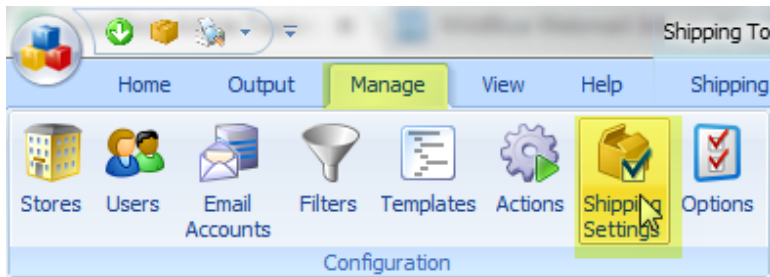 Shipping To
Home Output Manage View Help Shipping
Stores Users Email Accounts Filters Templates Actions Shipping Settings Options
Configuration